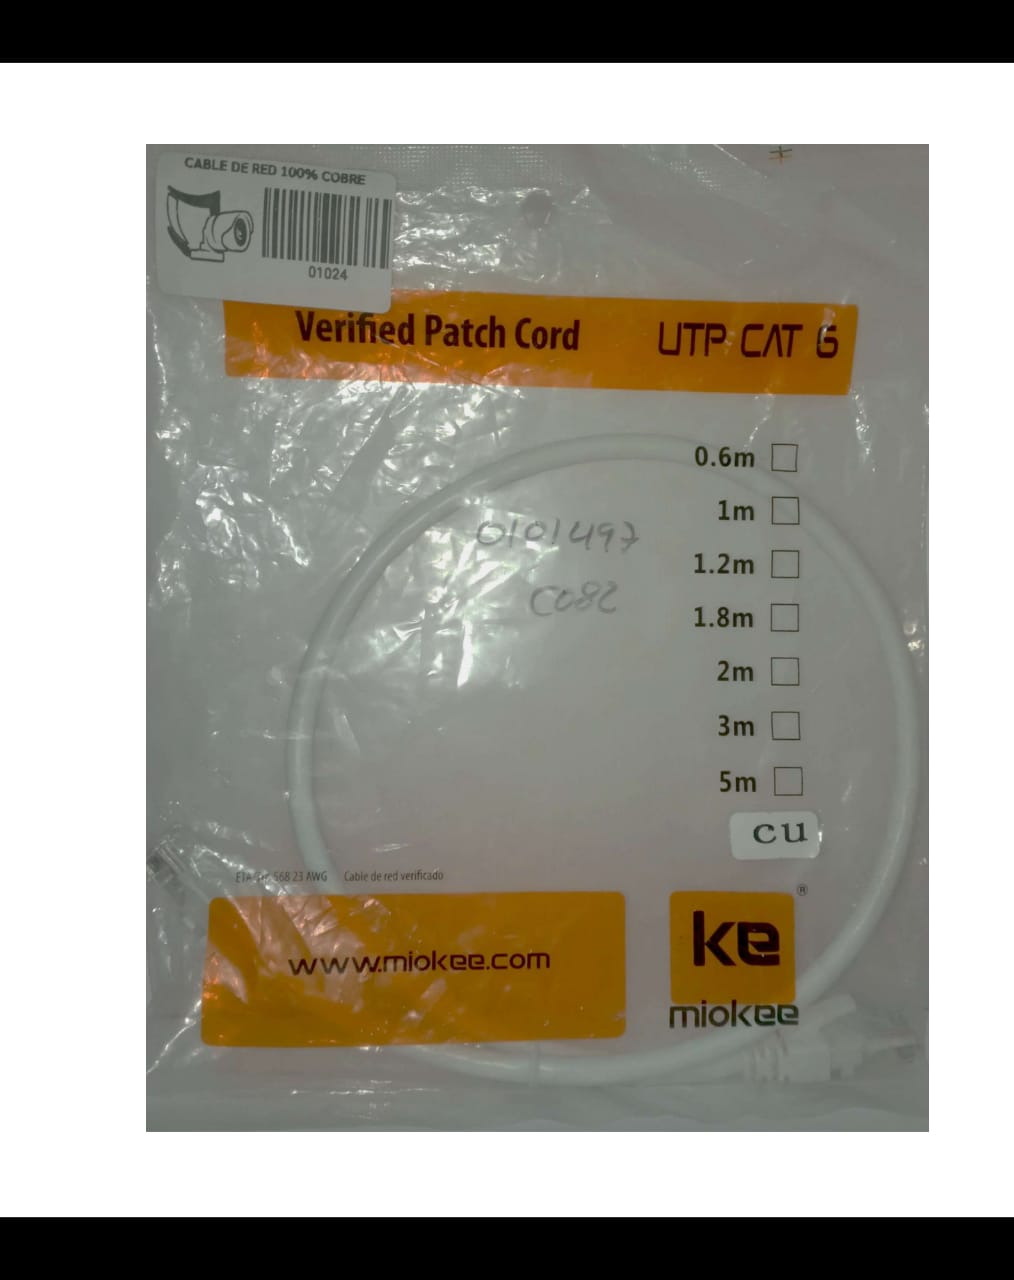 CABLE DE RED 100% COBRE
01024
Verified Patch Cord UTP CAT 6
0.6m
1m
0101497
1.2m
C082
1.8m
2m
3m
5m
cu
568 23 AWG Cable de red verificado
www.miokee.com
ke®
miokee